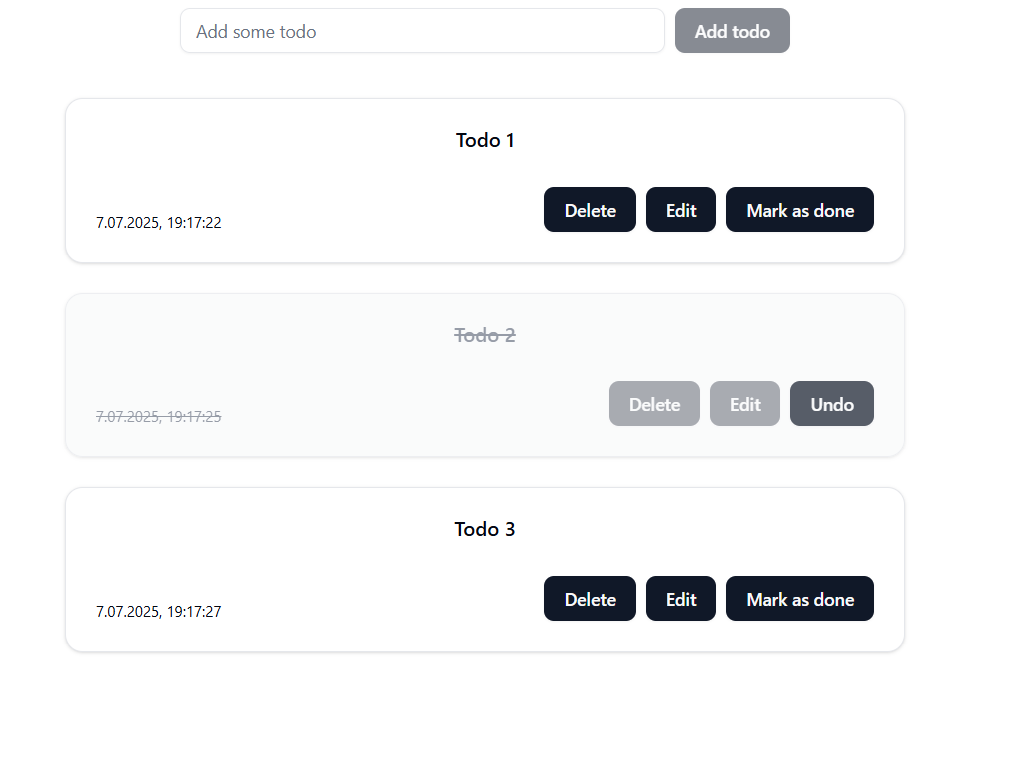 Add some todo Add todo
Todo 1
7.07.2025, 19:17:22 Delete Edit Mark as done
Todo 2
7.07.2025, 19:17:25 Delete Edit Undo
Todo 3
7.07.2025, 19:17:27 Delete Edit Mark as done